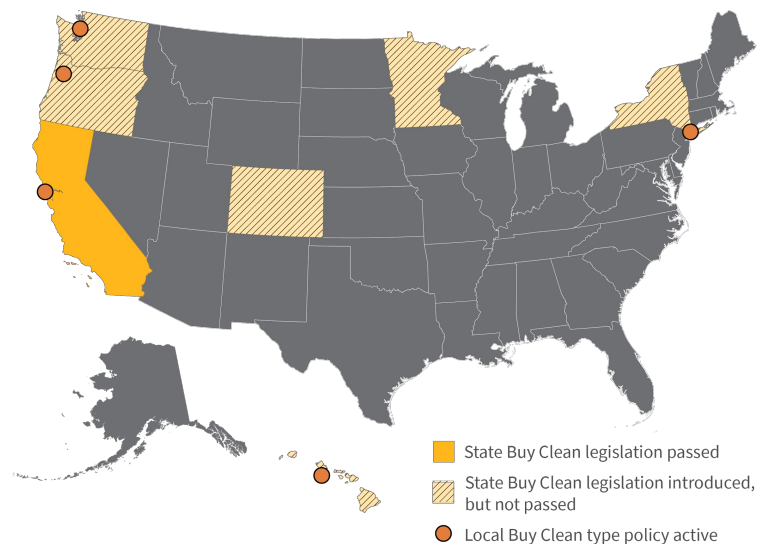 State Buy Clean legislation passed
State Buy Clean legislation introduced,
but not passed
Local Buy Clean type policy active